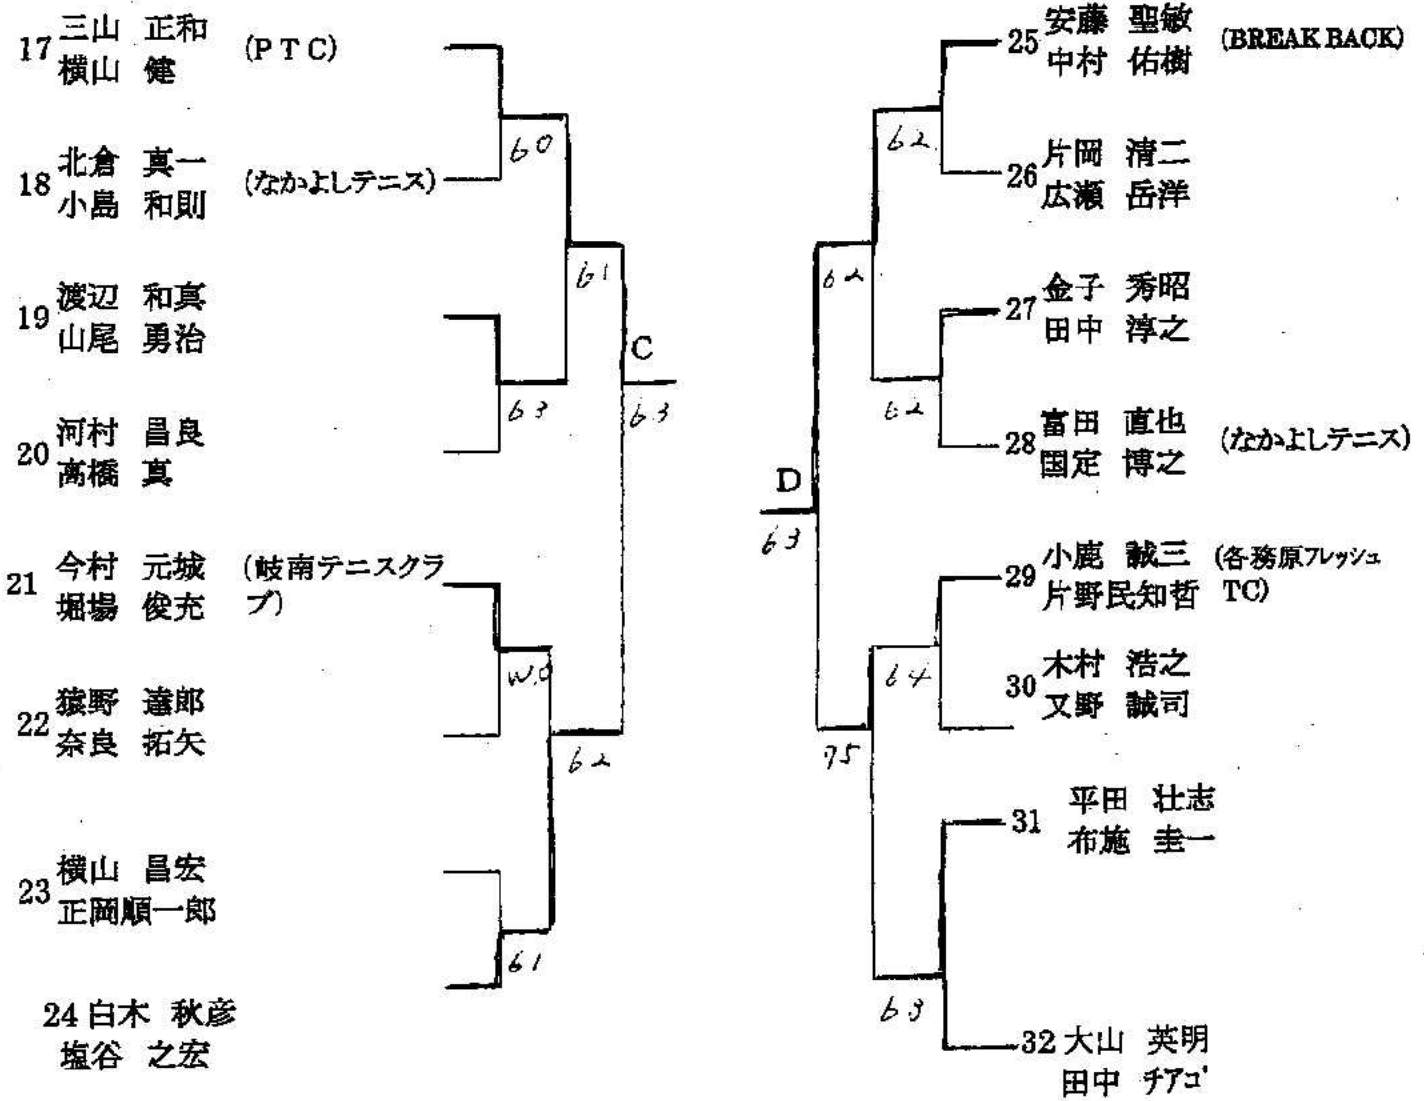 17 三山 正和 (PTC)
横山 健
60
18 北倉 真一 (なかよしテニス)
小島 和則
61
19 渡辺 和真
山尾 勇治
C
63
63
20 河村 昌良
高橋 真
21 今村 元城 (岐南テニスクラ
堀場 俊充 ブ)
W.O
22 猿野 達郎
奈良 拓矢
62
23 横山 昌宏
正岡順一郎
61
24 白木 秋彦
塩谷 之宏
25 安藤 聖敏 (BREAK BACK)
中村 佑樹
62
26 片岡 清二
広瀬 岳洋
62
27 金子 秀昭
田中 淳之
62
28 富田 直也 (なかよしテニス)
国定 博之
D
63
29 小鹿 誠三 (各務原フレッシュ
片野民知哲 TC)
64
30 木村 浩之
又野 誠司
75
31 平田 壮志
布施 圭一
63
32 大山 英明
田中 チアゴ